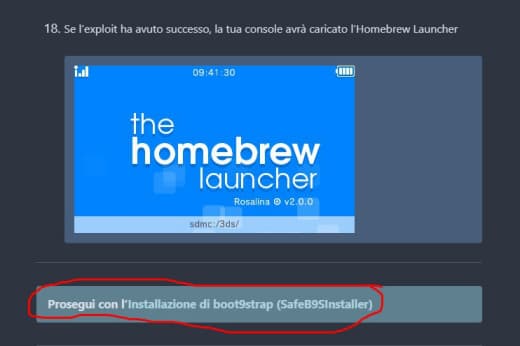 18. Se l'exploit ha avuto successo, la tua console avrà caricato l'Homebrew Launcher
09:41:30
the
homebrew
launcher
Rosalina ® v2.0.0
sdmc:/3ds/
Prosegui con l'Installazione di boot9strap (SafeB9SInstaller)